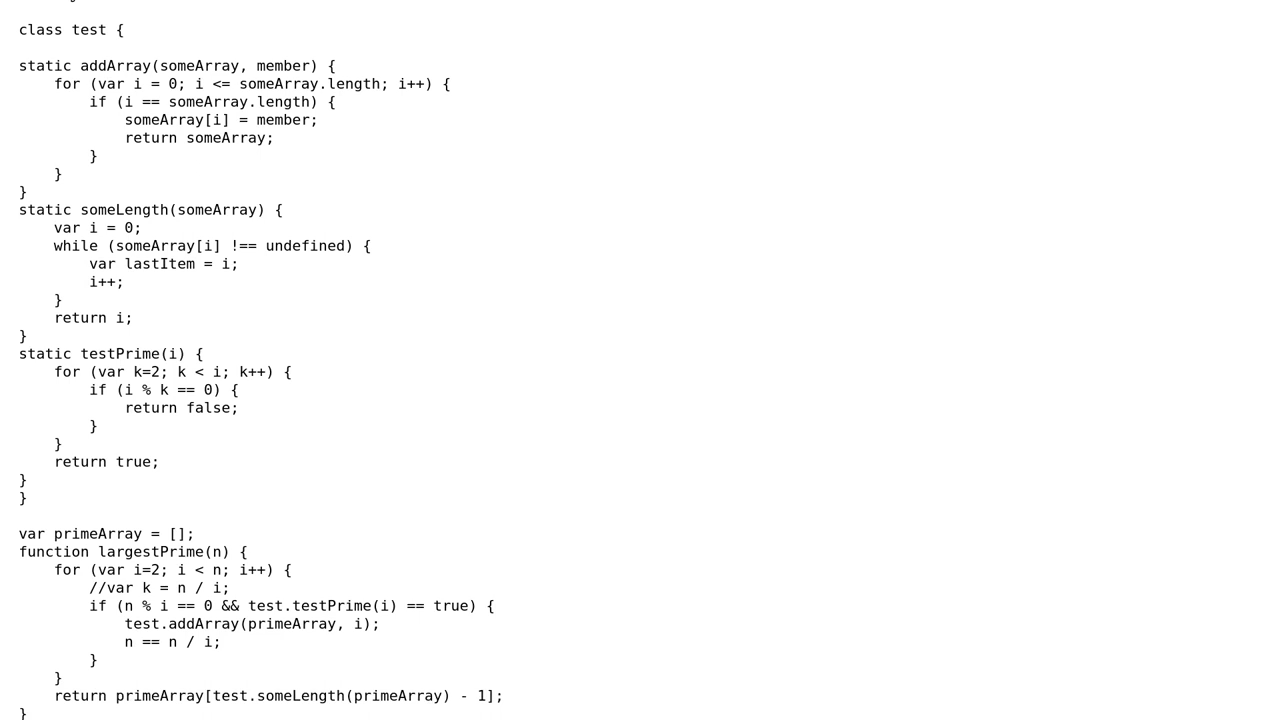 class test {
static addArray(someArray, member) {
    for (var i = 0; i <= someArray.length; i++) {
        if (i == someArray.length) {
            someArray[i] = member;
            return someArray;
        }
    }
}
static someLength(someArray) {
    var i = 0;
    while (someArray[i] !== undefined) {
        var lastItem = i;
        i++;
    }
    return i;
}
static testPrime(i) {
    for (var k=2; k < i; k++) {
        if (i % k == 0) {
            return false;
        }
    }
    return true;
}
}
var primeArray = [];
function largestPrime(n) {
    for (var i=2; i < n; i++) {
        //var k = n / i;
        if (n % i == 0 && test.testPrime(i) == true) {
            test.addArray(primeArray, i);
            n == n / i;
        }
    }
    return primeArray[test.someLength(primeArray) - 1];
}